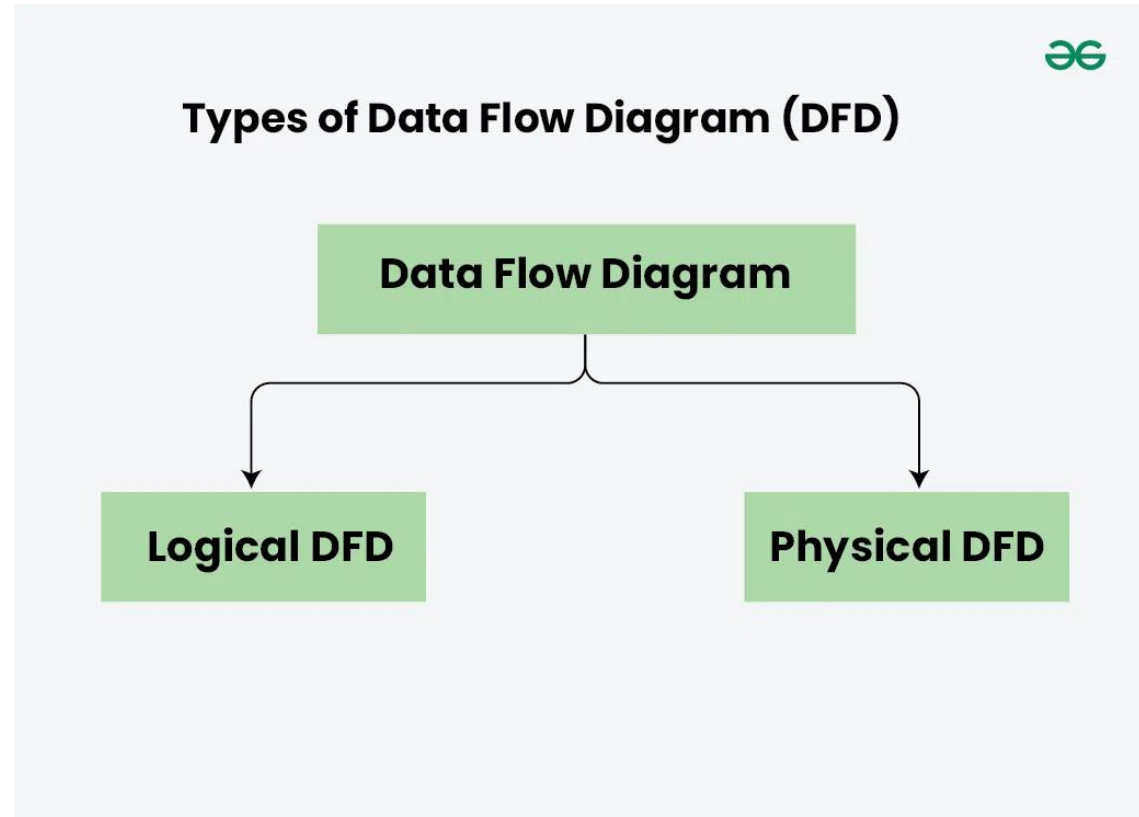 Types of Data Flow Diagram (DFD)
Data Flow Diagram
Logical DFD
Physical DFD